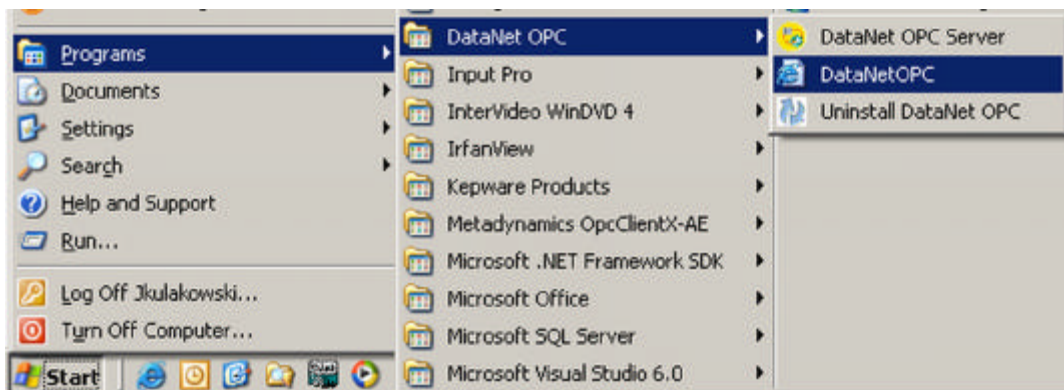 Programs
Documents
Settings
Search
Help and Support
Run...
Log Off Jkulakowski...
Turn Off Computer...
Start
DataNet OPC
Input Pro
InterVideo WinDVD 4
IrfanView
Kepware Products
Metadynamics OpcClientX-AE
Microsoft .NET Framework SDK
Microsoft Office
Microsoft SQL Server
Microsoft Visual Studio 6.0
DataNet OPC Server
DataNetOPC
Uninstall DataNet OPC